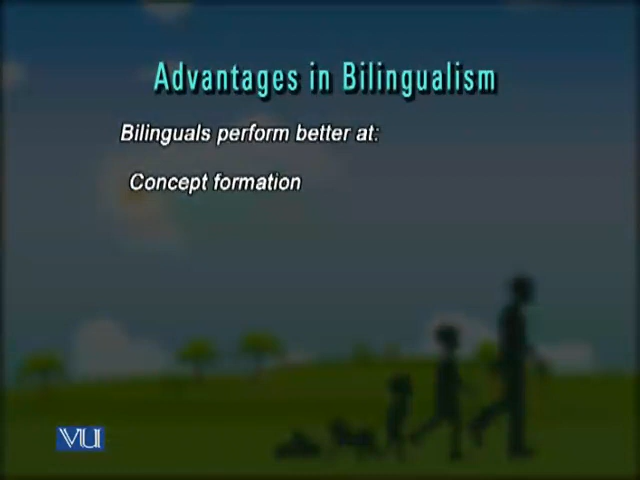 Advantages in Bilingualism
Bilinguals perform better at:
Concept formation
VU